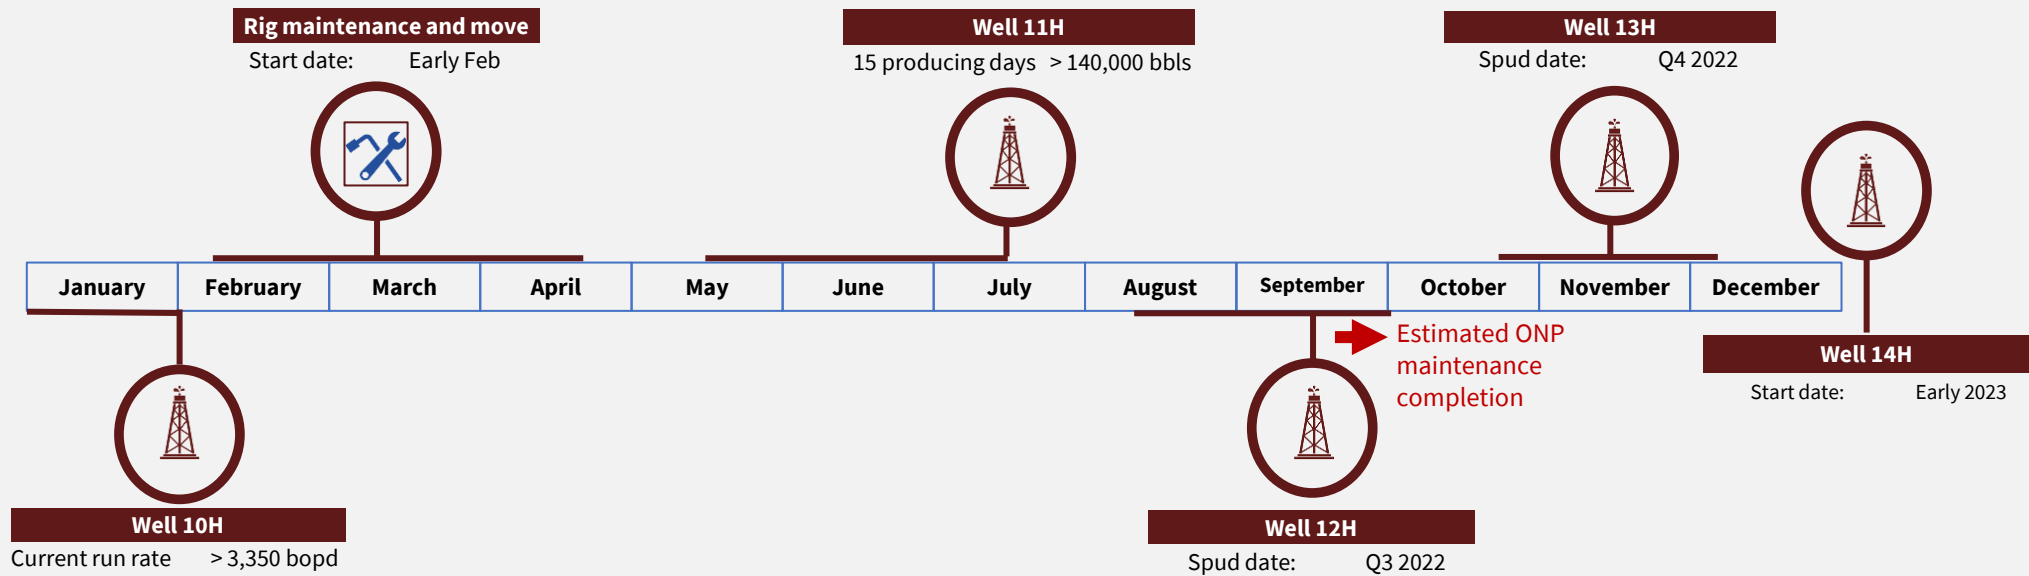 Rig maintenance and move
Start date: Early Feb
Well 11H
15 producing days > 140,000 bbls
Well 13H
Spud date: Q4 2022
January February March April May June July August September October November December
Estimated ONP
maintenance
completion
Well 14H
Start date: Early 2023
Well 10H
Current run rate > 3,350 bopd
Well 12H
Spud date: Q3 2022